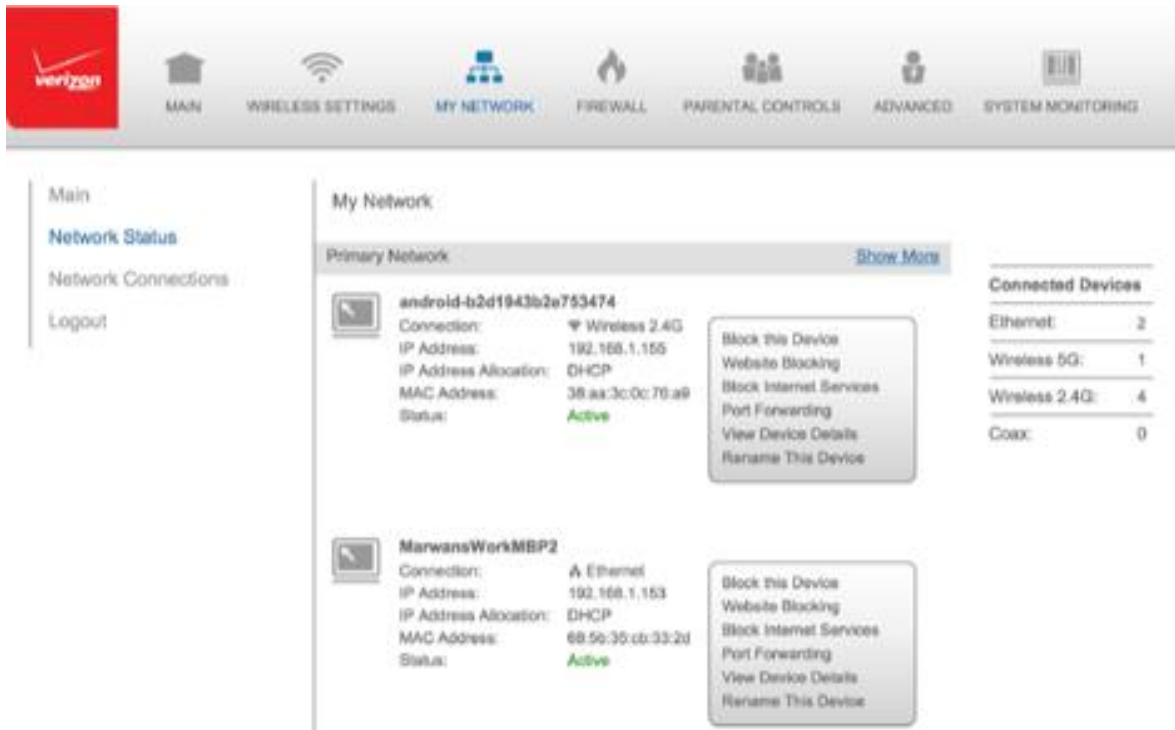 verizon
MAIN
WIRELESS SETTINGS
MY NETWORK
FIREWALL
PARENTAL CONTROLS
ADVANCED
SYSTEM MONITORING
Main
Network Status
Network Connections
Logout
My Network
Primary Network Show More
android-b2d1943b2e753474
Connection: Wireless 2.4G
IP Address: 192.168.1.155
IP Address Allocation: DHCP
MAC Address: 38:aa:3c:0c:76:a9
Status: Active
Block this Device
Website Blocking
Block Internet Services
Port Forwarding
View Device Details
Rename This Device
MarwansWorkMBP2
Connection: Ethernet
IP Address: 192.168.1.153
IP Address Allocation: DHCP
MAC Address: 68:5b:35:cb:33:2d
Status: Active
Block this Device
Website Blocking
Block Internet Services
Port Forwarding
View Device Details
Rename This Device
Connected Devices
Ethernet: 2
Wireless 5G: 1
Wireless 2.4G: 4
Coax: 0